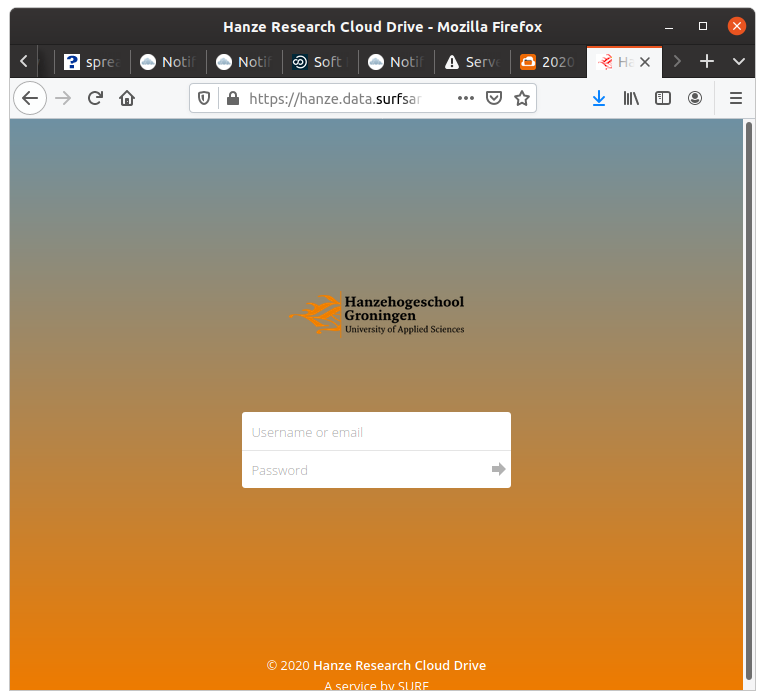 Hanze Research Cloud Drive - Mozilla Firefox
? sprea Notif Notif Soft Notif Serve 2020 Ha
https://hanze.data.surfsar
Hanzehogeschool
Groningen
University of Applied Sciences
Username or email
Password
© 2020 Hanze Research Cloud Drive
A service by SURF